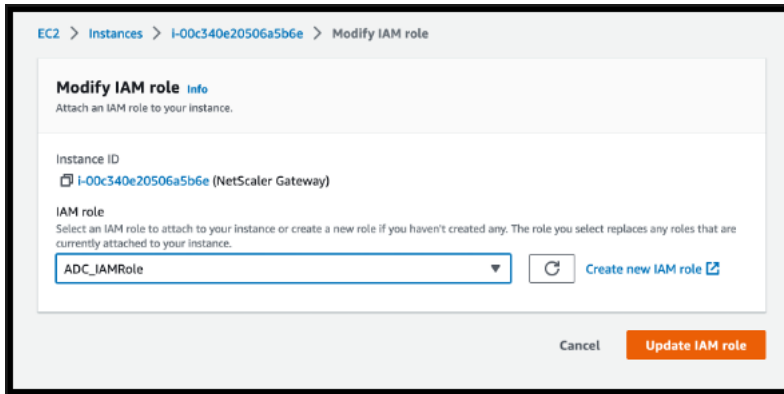 EC2 > Instances > i-00c340e20506a5b6e > Modify IAM role
Modify IAM role Info
Attach an IAM role to your instance.
Instance ID
i-00c340e20506a5b6e (NetScaler Gateway)
IAM role
Select an IAM role to attach to your instance or create a new role if you haven't created any. The role you select replaces any roles that are
currently attached to your instance.
ADC_IAMRole
Create new IAM role
Cancel
Update IAM role